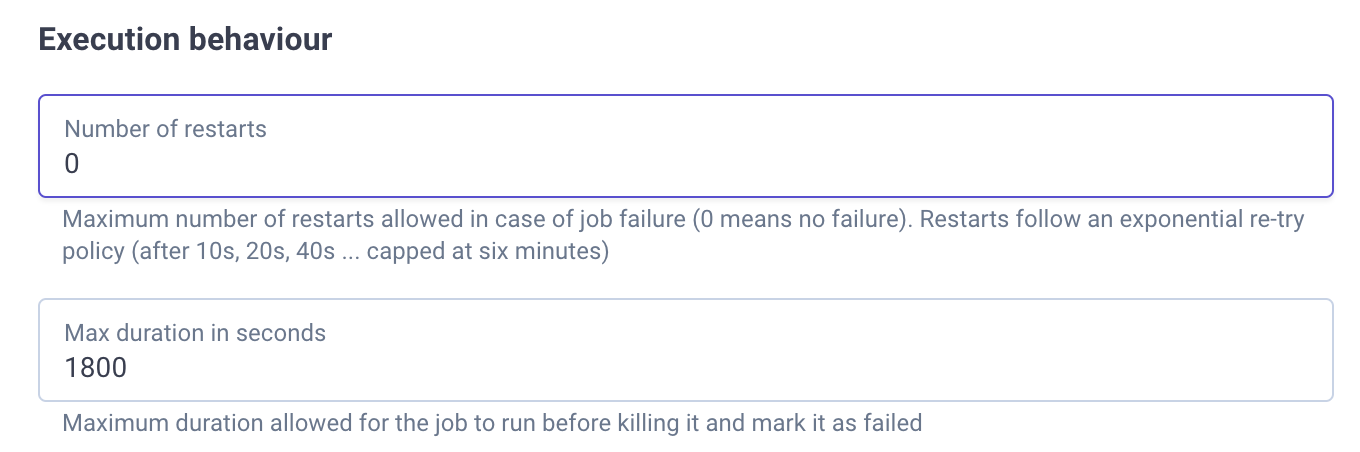 Execution behaviour
Number of restarts
0
Maximum number of restarts allowed in case of job failure (0 means no failure). Restarts follow an exponential re-try
policy (after 10s, 20s, 40s ... capped at six minutes)
Max duration in seconds
1800
Maximum duration allowed for the job to run before killing it and mark it as failed